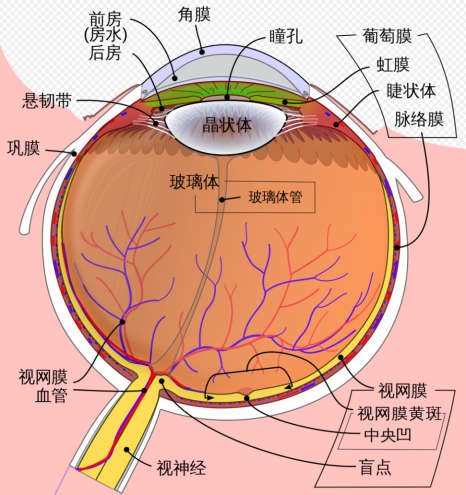 角膜
前房
(房水)
后房
瞳孔
葡萄膜
虹膜
睫状体
脉络膜
悬韧带
晶状体
巩膜
玻璃体
玻璃体管
视网膜
血管
视网膜
视网膜黄斑
中央凹
盲点
视神经